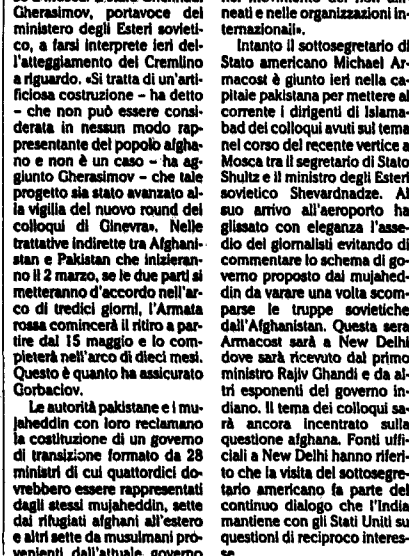 Gherasimov, portavoce del
ministero degli Esteri sovieti-
co, a farsi interprete ieri del-
l'atteggiamento del Cremlino
a riguardo. «Si tratta di un'arti-
ficiosa costruzione – ha detto
– che non può essere consi-
derata in nessun modo rap-
presentante del popolo afgha-
no e non è un caso – ha ag-
giunto Gherasimov – che tale
progetto sia stato avanzato al-
la vigilia del nuovo round dei
colloqui di Ginevra». Nelle
trattative indirette tra Afghani-
stan e Pakistan che inizieran-
no il 2 marzo, se le due parti si
metteranno d'accordo nell'ar-
co di tredici giorni, l'Armata
rossa comincerà il ritiro a par-
tire dal 15 maggio e lo com-
pleterà nell'arco di dieci mesi.
Questo è quanto ha assicurato
Gorbaciov.
Le autorità pakistane e i mu-
jaheddin con loro reclamano
la costituzione di un governo
di transizione formato da 28
ministri di cui quattordici do-
vrebbero essere rappresentati
dagli stessi mujaheddin, sette
dai rifugiati afghani all'estero
e altri sette da musulmani pro-
venienti dall'attuale governo
neati e nelle organizzazioni in-
ternazionali».
Intanto il sottosegretario di
Stato americano Michael Ar-
macost è giunto ieri nella ca-
pitale pakistana per mettere al
corrente i dirigenti di Islama-
bad dei colloqui avuti sul tema
nel corso del recente vertice a
Mosca tra il segretario di Stato
Shultz e il ministro degli Esteri
sovietico Shevardnadze. Al
suo arrivo all'aeroporto ha
glissato con eleganza l'asse-
dio dei giornalisti evitando di
commentare lo schema di go-
verno proposto dai mujahed-
din da varare una volta scom-
parse le truppe sovietiche
dall'Afghanistan. Questa sera
Armacost sarà a New Delhi
dove sarà ricevuto dal primo
ministro Rajiv Ghandi e da al-
tri esponenti del governo in-
diano. Il tema dei colloqui sa-
rà ancora incentrato sulla
questione afghana. Fonti uffi-
ciali a New Delhi hanno riferi-
to che la visita del sottosegre-
tario americano fa parte del
continuo dialogo che l'India
mantiene con gli Stati Uniti su
questioni di reciproco interes-
se.